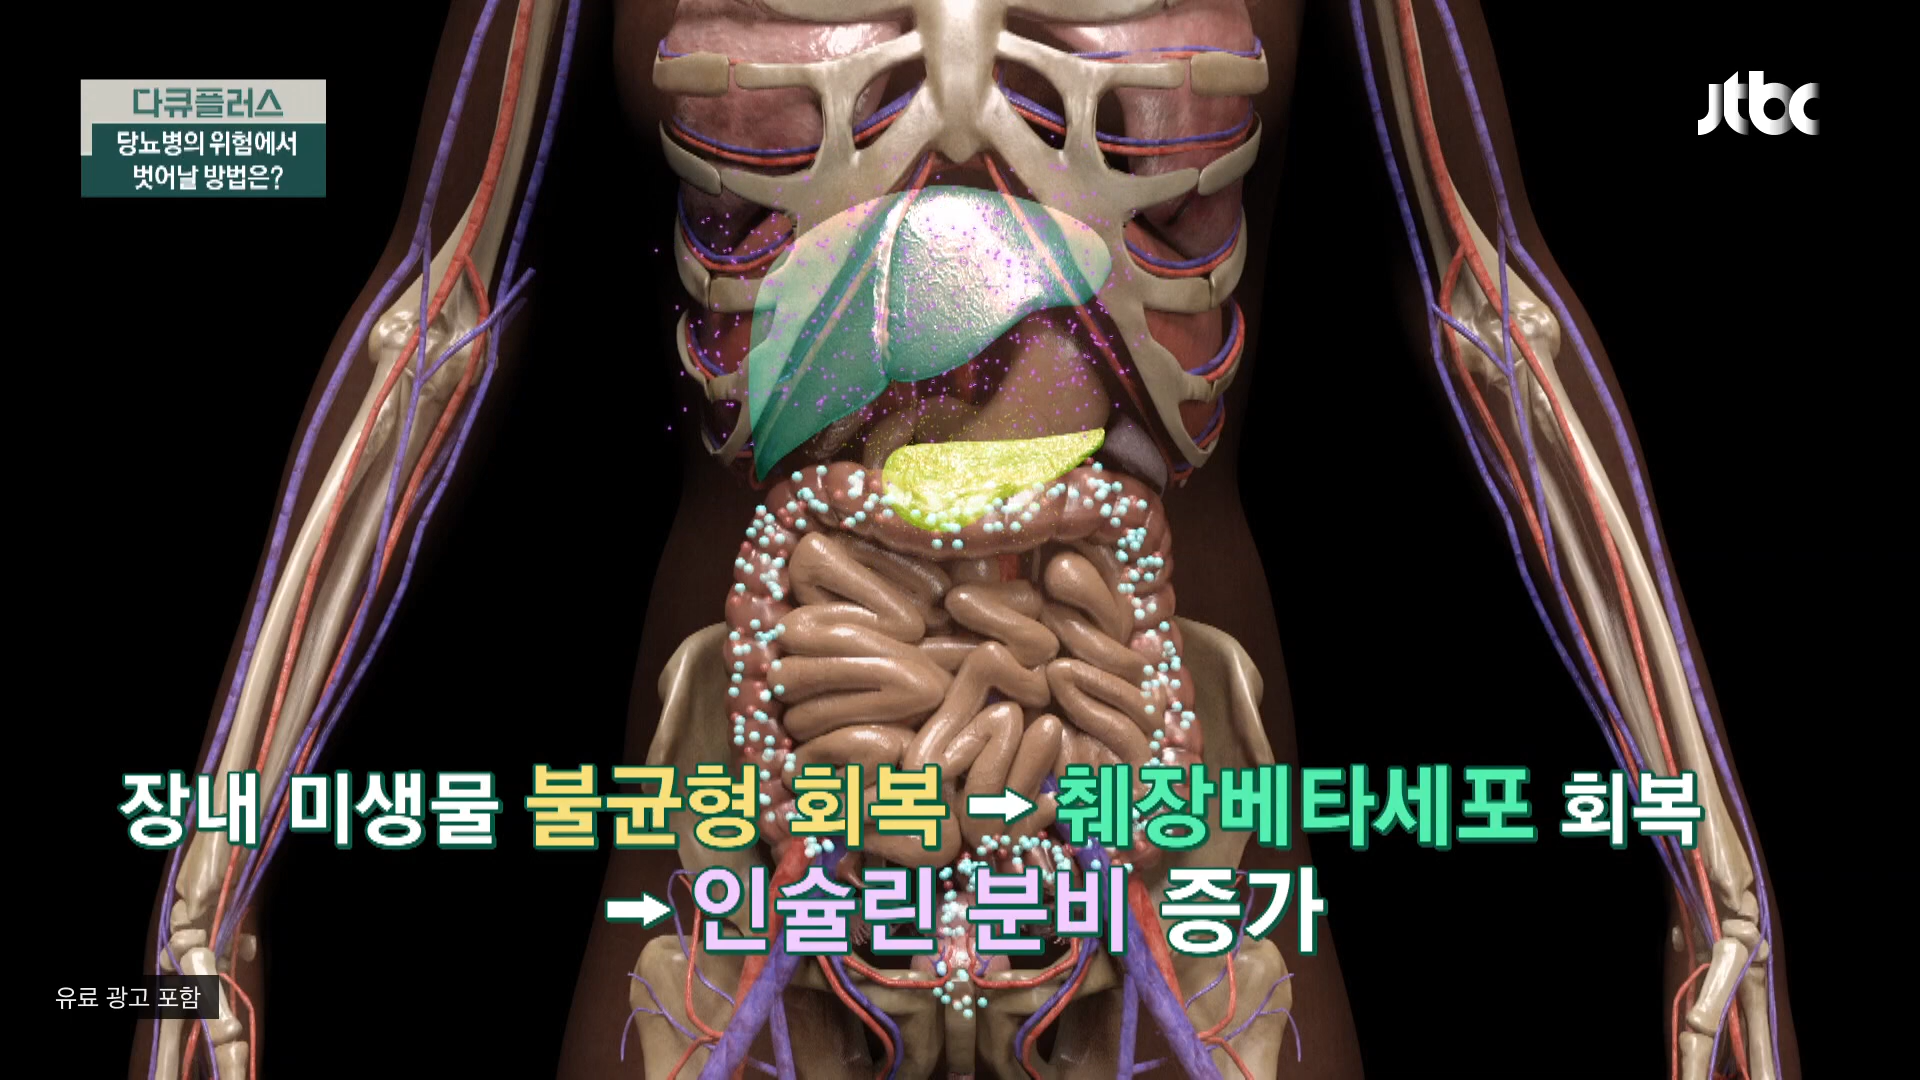 다큐플러스
당뇨병의 위험에서
벗어날 방법은?
jtbc
장내 미생물 불균형 회복 → 췌장베타세포 회복
→ 인슐린 분비 증가
유료 광고 포함